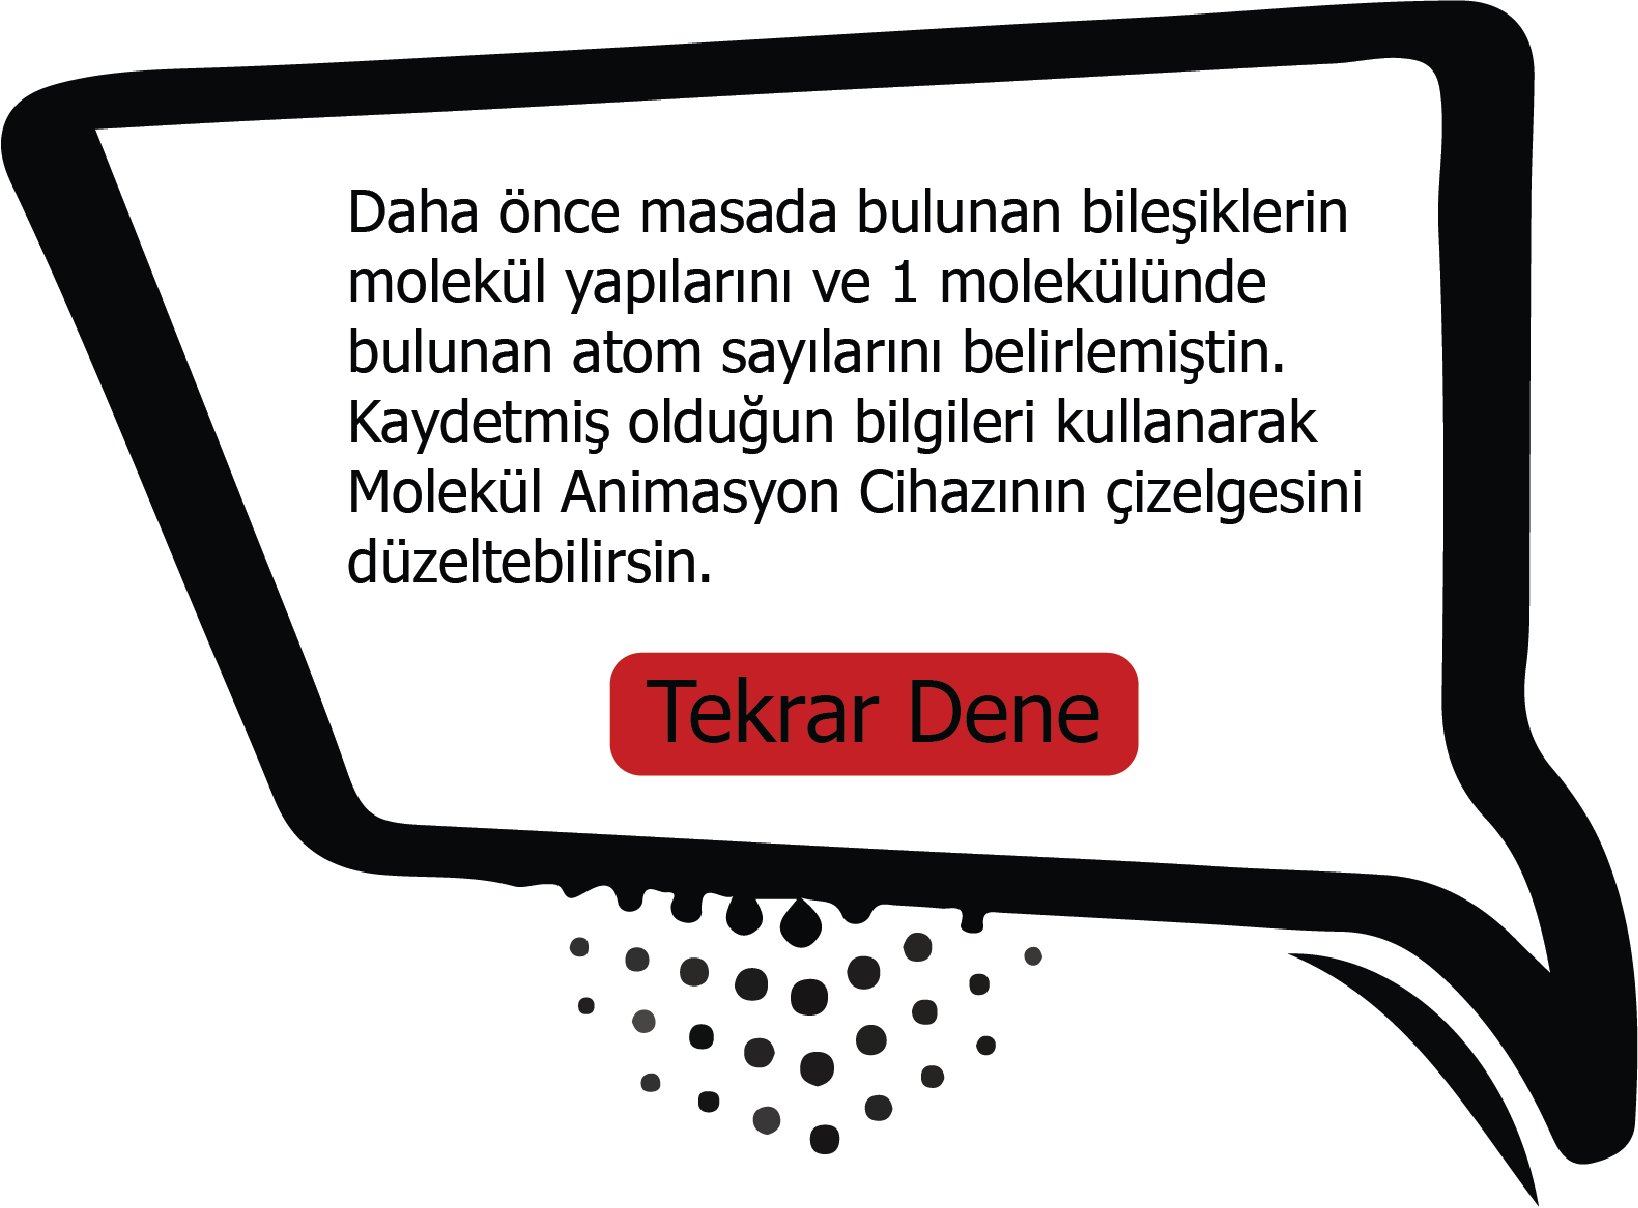 Daha önce masada bulunan bileşiklerin
molekül yapılarını ve 1 molekülünde
bulunan atom sayılarını belirlemiştin.
Kaydetmiş olduğun bilgileri kullanarak
Molekül Animasyon Cihazının çizelgesini
düzeltebilirsin.
Tekrar Dene